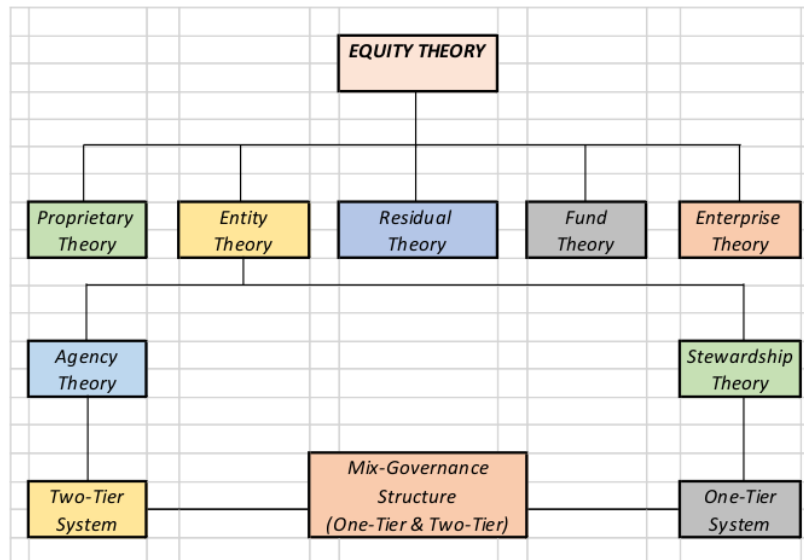 EQUITY THEORY
Proprietary
Theory
Entity
Theory
Residual
Theory
Fund
Theory
Enterprise
Theory
Agency
Theory
Stewardship
Theory
Mix-Governance
Structure
(One-Tier & Two-Tier)
Two-Tier
System
One-Tier
System